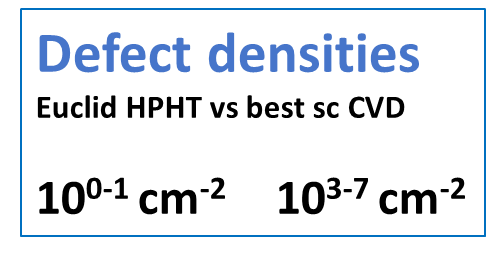 Defect densities
Euclid HPHT vs best sc CVD
10⁰⁻¹ cm⁻² 10³⁻⁷ cm⁻²